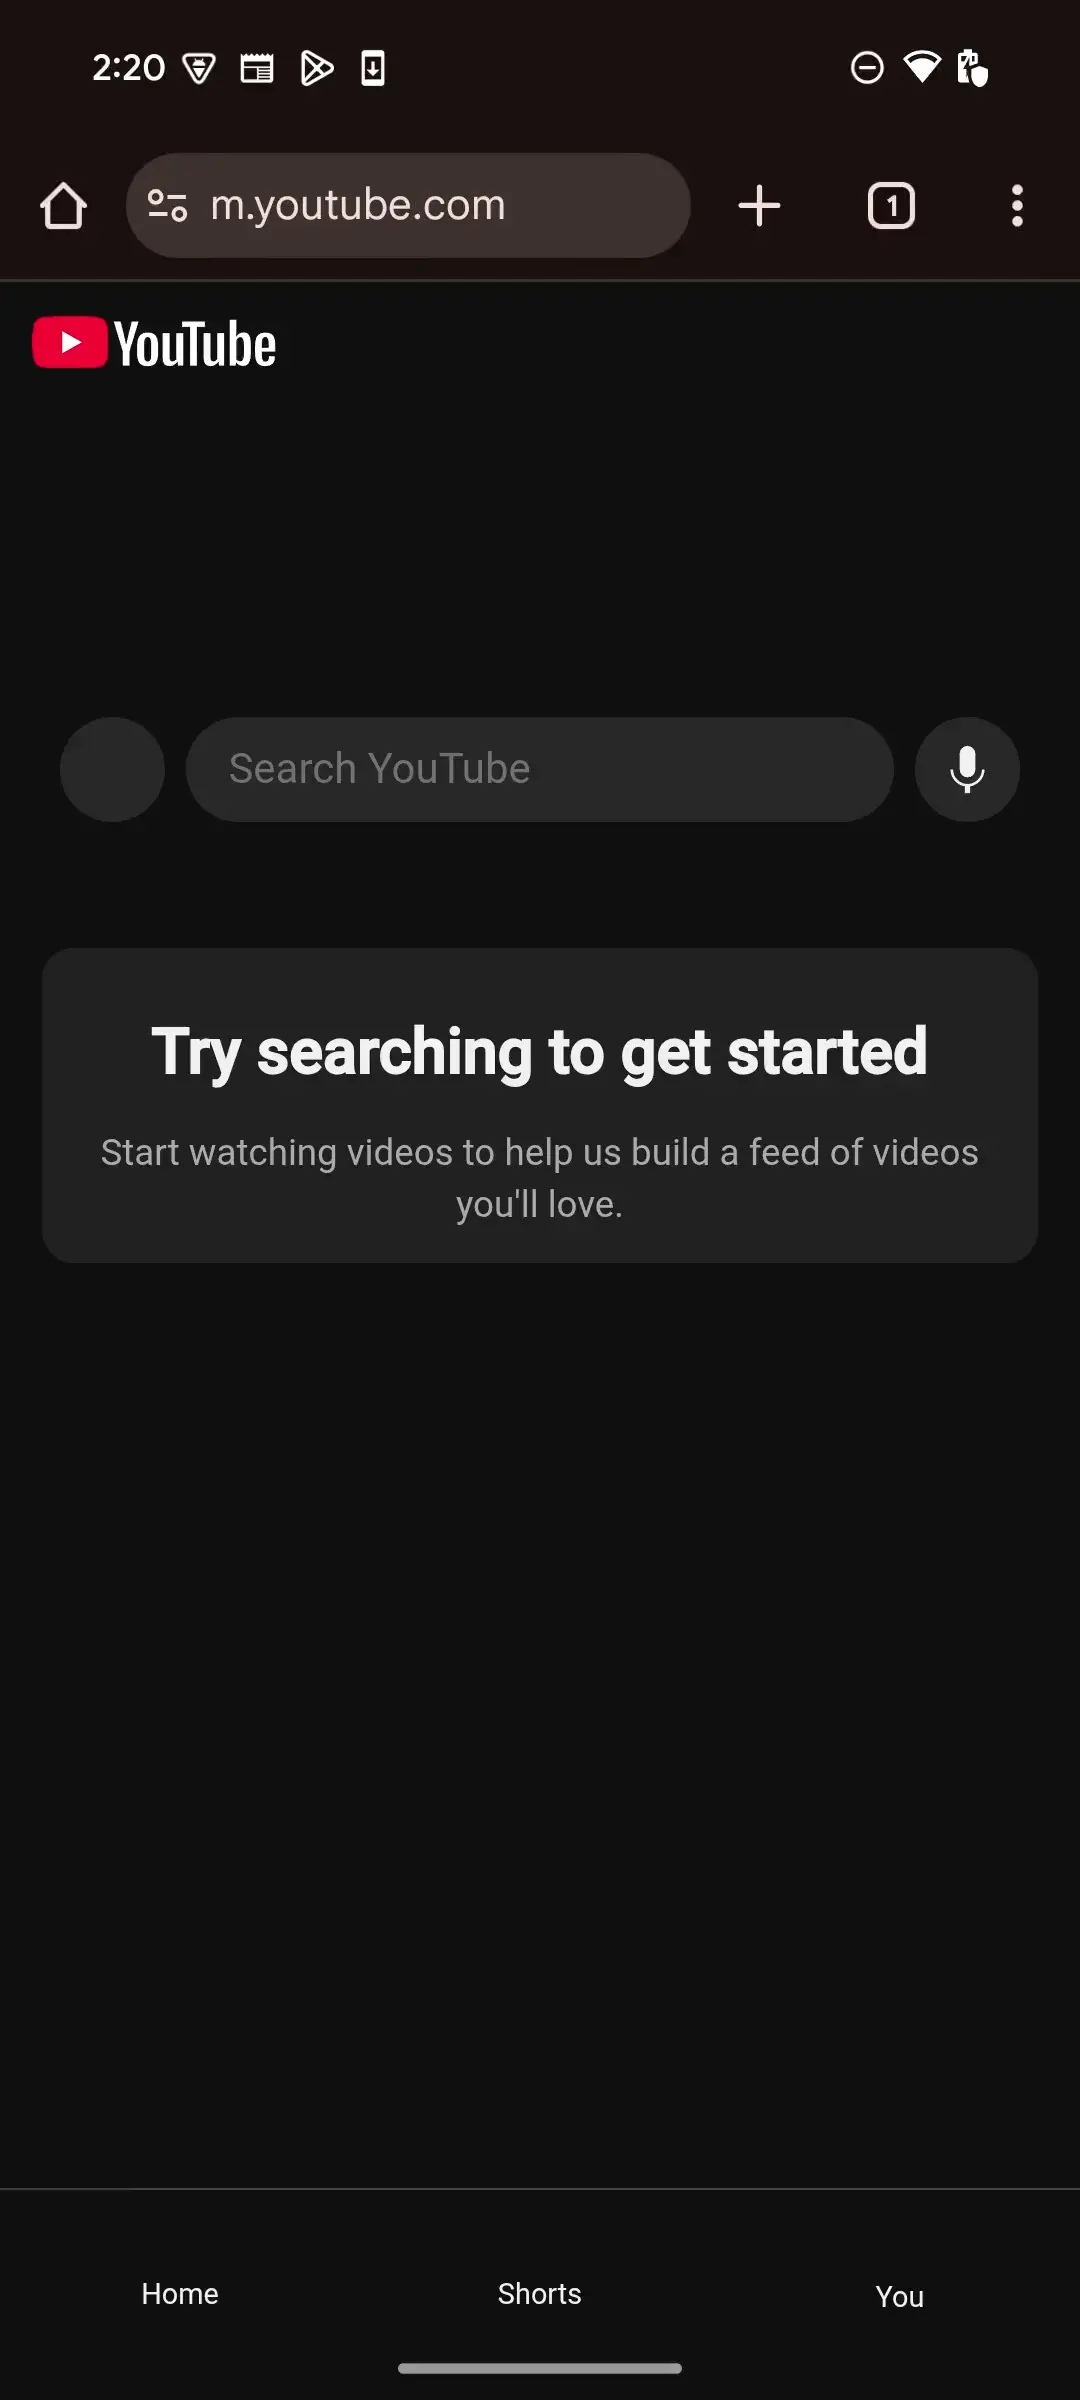 2:20
m.youtube.com
1
YouTube
Search YouTube
Try searching to get started
Start watching videos to help us build a feed of videos
you'll love.
Home
Shorts
You